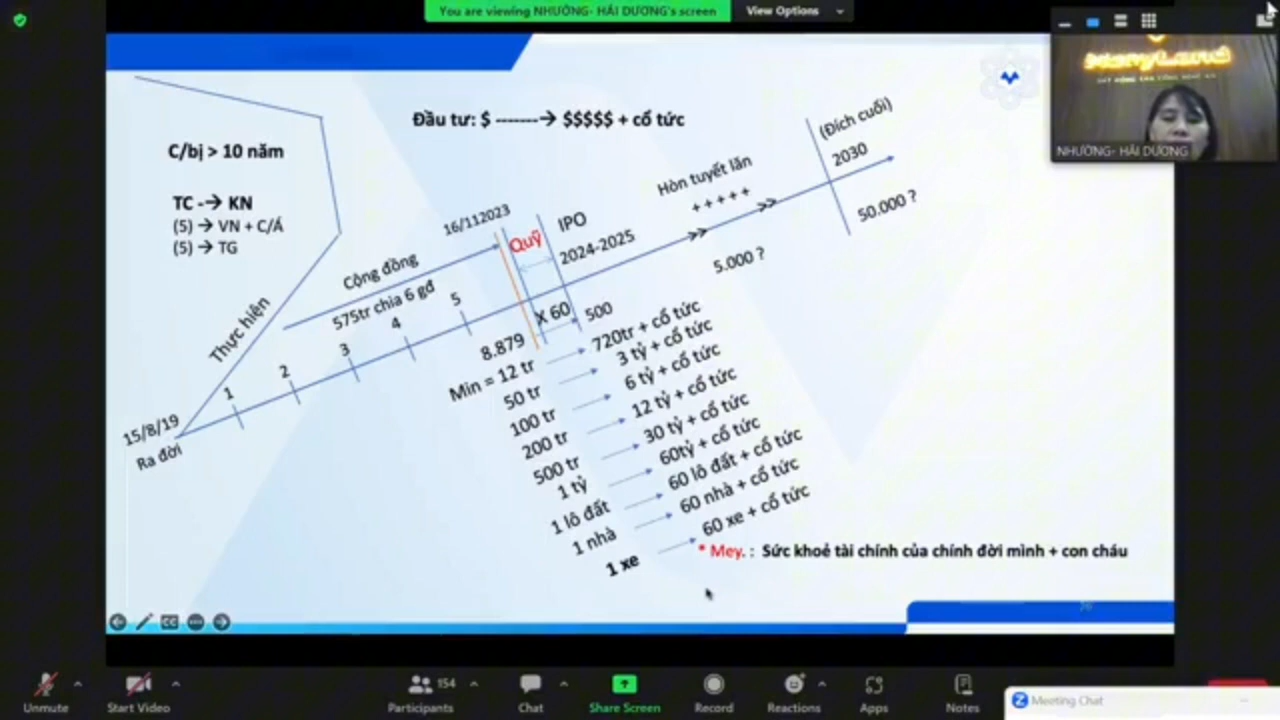 You are viewing NHƯỜNG- HẢI DƯƠNG's screen
View Options
NHƯỜNG- HẢI DƯƠNG
Đầu tư: $ -------→ $$$$$ + cổ tức
C/bị > 10 năm
TC -→ KN
(5) → VN + C/Á
(5) → TG
Thực hiện
15/8/19
Ra đời
1
2
3
4
5
Cộng đồng
575tr chia 6 gđ
16/112023
Quỹ
IPO
2024-2025
Hòn tuyết lăn
+++++
(Đích cuối)
2030
50.000 ?
5.000 ?
X 60
500
8.879
Min = 12 tr
720tr + cổ tức
50 tr
3 tỷ + cổ tức
100 tr
6 tỷ + cổ tức
200 tr
12 tỷ + cổ tức
500 tr
30 tỷ + cổ tức
1 tỷ
60tỷ + cổ tức
1 lô đất
60 lô đất + cổ tức
1 nhà
60 nhà + cổ tức
1 xe
60 xe + cổ tức
* Mey. : Sức khoẻ tài chính của chính đời mình + con cháu
CC
Unmute
Start Video
154
Participants
Chat
Share Screen
Record
Reactions
Apps
Notes
Meeting Chat